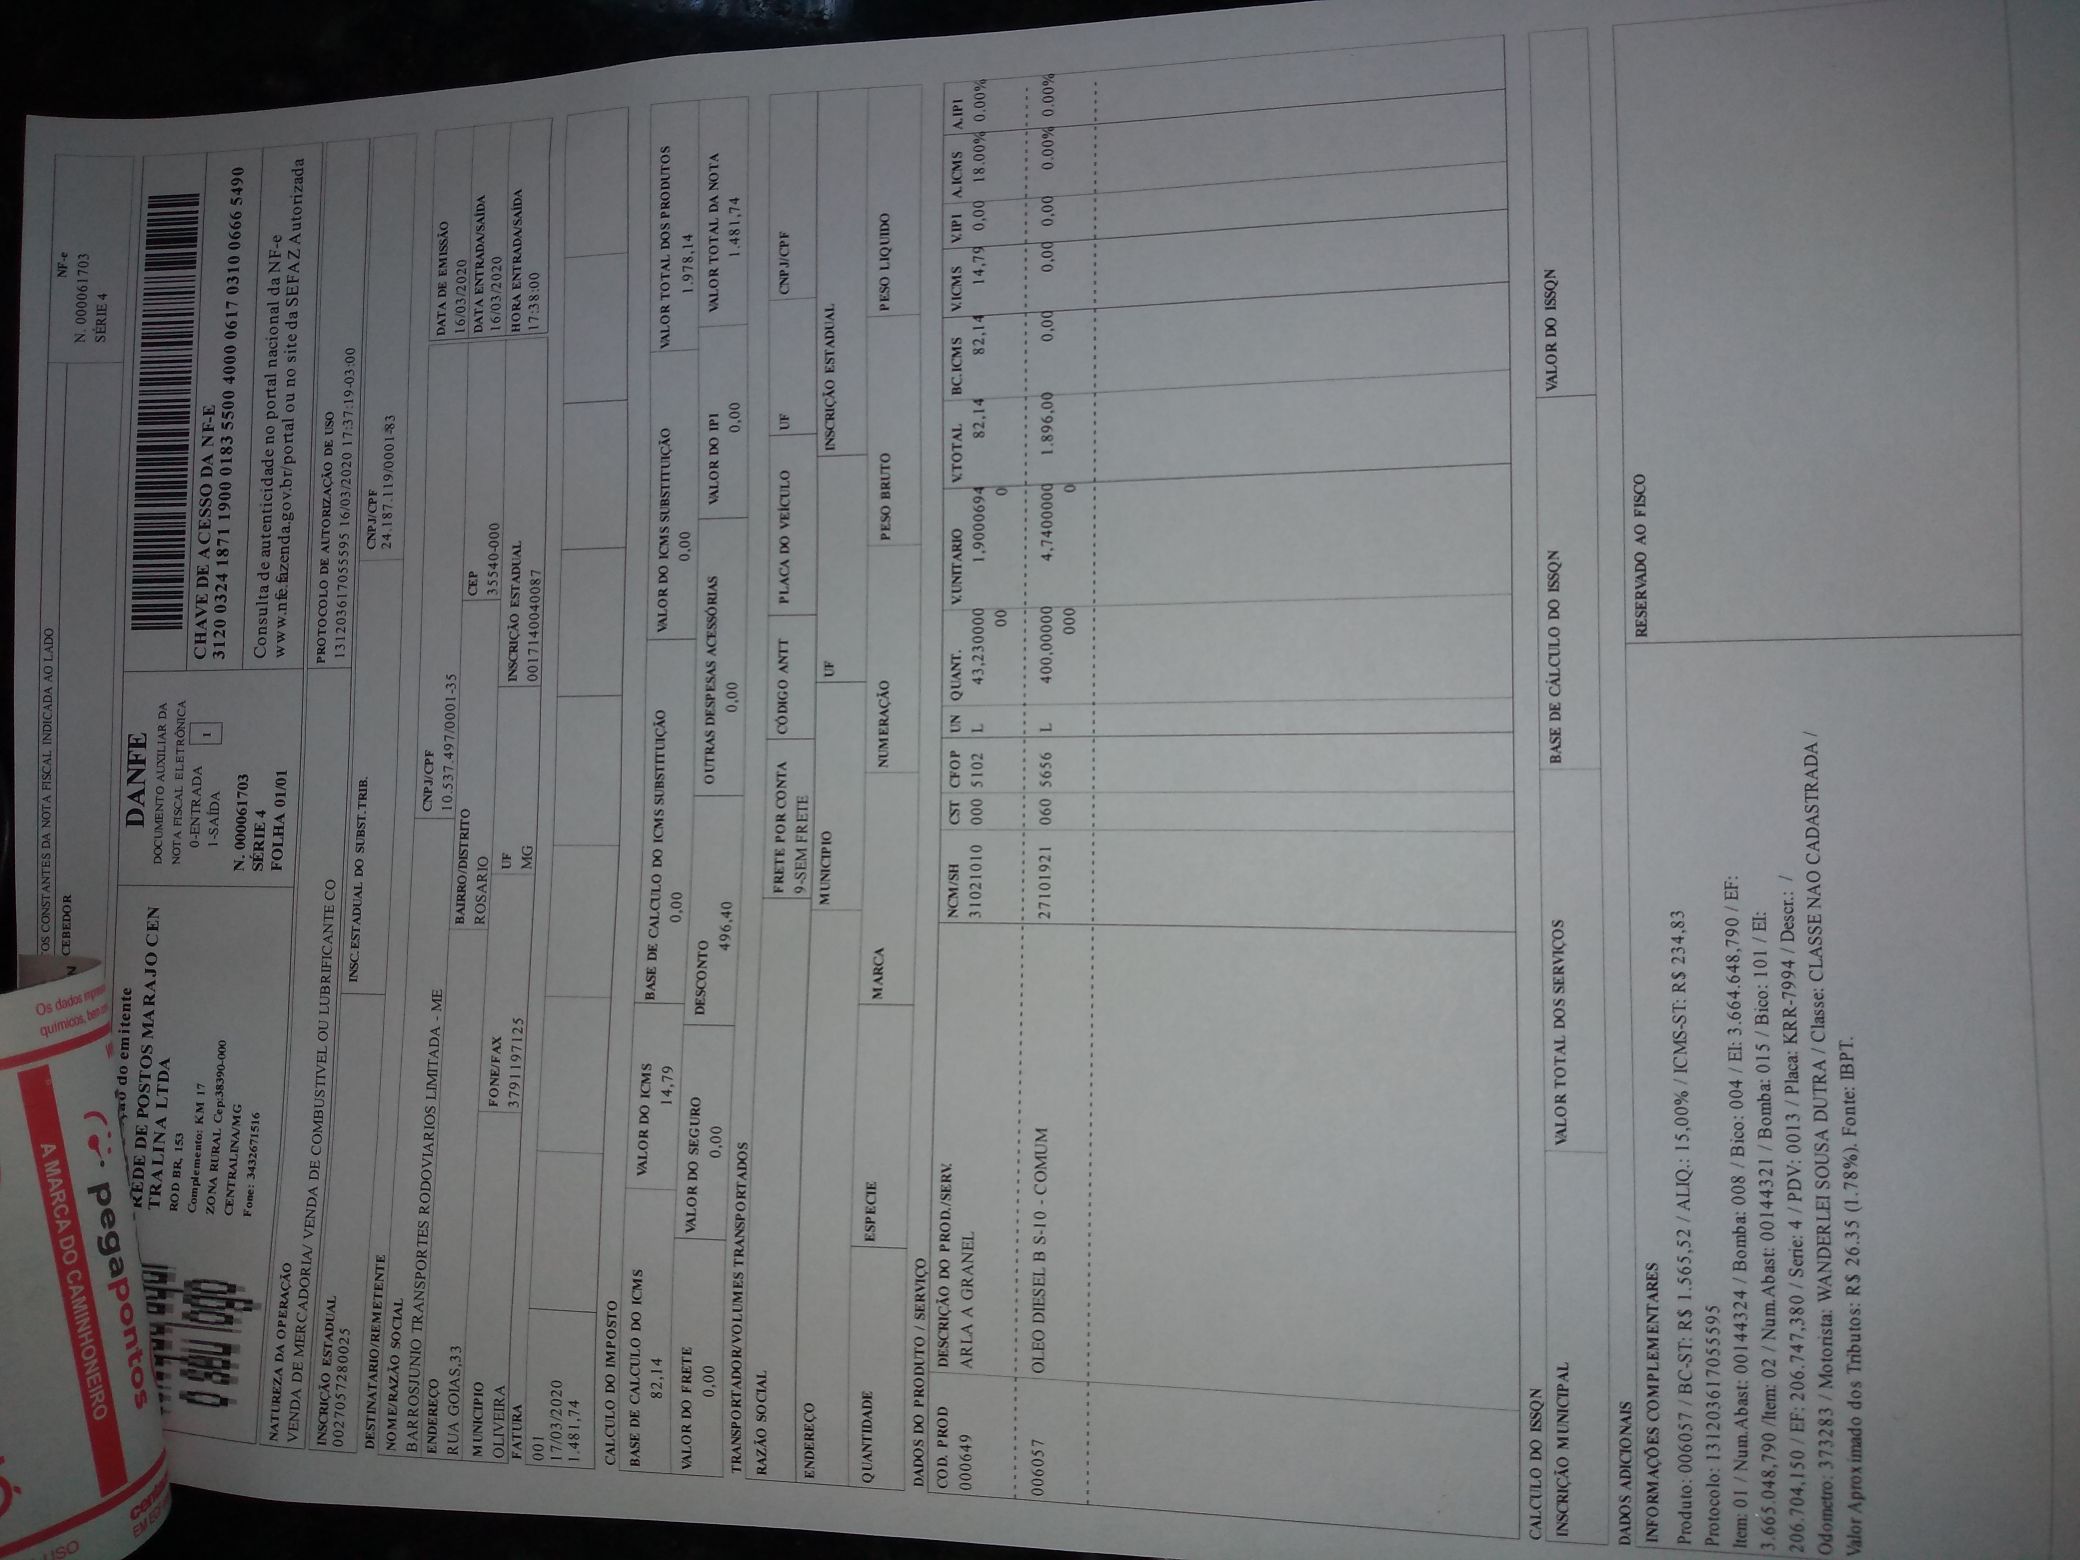 OS CONSTANTES DA NOTA FISCAL INDICADA AO LADO
CEBEDOR
NF-e
N. 000061703
SÉRIE 4
Os dados
químicos,
A MARCA DO CAMINHONEIRO
pegapontos
do emitente
REDE DE POSTOS MARAJO CEN
TRALINA LTDA
ROD BR, 153
Complemento: KM 17
ZONA RURAL Cep:38390-000
CENTRALINA/MG
Fone: 3432671516
DANFE
DOCUMENTO AUXILIAR DA
NOTA FISCAL ELETRÔNICA
0-ENTRADA
1-SAÍDA
1
N. 000061703
SÉRIE 4
FOLHA 01/01
CHAVE DE ACESSO DA NF-E
3120 0324 1871 1900 0183 5500 4000 0617 0310 0666 5490
Consulta de autenticidade no portal nacional da NF-e
www.nfe.fazenda.gov.br/portal ou no site da SEFAZ Autorizada
NATUREZA DA OPERAÇÃO
VENDA DE MERCADORIA/ VENDA DE COMBUSTIVEL OU LUBRIFICANTE CO
PROTOCOLO DE AUTORIZAÇÃO DE USO
131203617055595 16/03/2020 17:37:19-03:00
INSCRIÇÃO ESTADUAL
0027057280025
INSC.ESTADUAL DO SUBST.TRIB.
CNPJ/CPF
24.187.119/0001-83
DESTINATARIO/REMETENTE
NOME/RAZÃO SOCIAL
BARROSJUNIO TRANSPORTES RODOVIARIOS LIMITADA - ME
CNPJ/CPF
10.537.497/0001-35
DATA DE EMISSÃO
16/03/2020
ENDEREÇO
RUA GOIAS,33
BAIRRO/DISTRITO
ROSARIO
CEP
35540-000
DATA ENTRADA/SAÍDA
16/03/2020
MUNICIPIO
OLIVEIRA
FONE/FAX
3791197125
UF
MG
INSCRIÇÃO ESTADUAL
0017140040087
HORA ENTRADA/SAÍDA
17:38:00
FATURA
001
17/03/2020
1.481,74
CALCULO DO IMPOSTO
BASE DE CALCULO DO ICMS
82,14
VALOR DO ICMS
14,79
BASE DE CALCULO DO ICMS SUBSTITUIÇÃO
0,00
VALOR DO ICMS SUBSTITUIÇÃO
0,00
VALOR TOTAL DOS PRODUTOS
1.978,14
VALOR DO FRETE
0,00
VALOR DO SEGURO
0,00
DESCONTO
496,40
OUTRAS DESPESAS ACESSÓRIAS
0,00
VALOR DO IPI
0,00
VALOR TOTAL DA NOTA
1.481,74
TRANSPORTADOR/VOLUMES TRANSPORTADOS
RAZÃO SOCIAL
FRETE POR CONTA
9-SEM FRETE
CÓDIGO ANTT
PLACA DO VEÍCULO
UF
CNPJ/CPF
ENDEREÇO
MUNICIPIO
UF
INSCRIÇÃO ESTADUAL
QUANTIDADE
ESPECIE
MARCA
NUMERAÇÃO
PESO BRUTO
PESO LIQUIDO
DADOS DO PRODUTO / SERVIÇO
COD. PROD DESCRIÇÃO DO PROD./SERV. NCM/SH CST CFOP UN QUANT. V.UNITARIO V.TOTAL BC.ICMS V.ICMS V.IPI A.ICMS A.IPI
000649 ARLA A GRANEL 31021010 000 5102 L 43,230000 1,9000694 82,14 82,14 14,79 0,00 18.00% 0.00%
00 0
006057 OLEO DIESEL B S-10 - COMUM 27101921 060 5656 L 400,00000 4,7400000 1.896,00 0,00 0,00 0,00 0.00% 0.00%
000 0
CALCULO DO ISSQN
INSCRIÇÃO MUNICIPAL
VALOR TOTAL DOS SERVIÇOS
BASE DE CÁLCULO DO ISSQN
VALOR DO ISSQN
DADOS ADICIONAIS
INFORMAÇÕES COMPLEMENTARES
RESERVADO AO FISCO
Produto: 006057 / BC-ST: R$ 1.565,52 / ALIQ.: 15,00% / ICMS-ST: R$ 234,83
Protocolo: 131203617055595
Item: 01 / Num.Abast: 00144324 / Bomba: 008 / Bico: 004 / EI: 3.664.648,790 / EF:
3.665.048,790 /Item: 02 / Num.Abast: 00144321 / Bomba: 015 / Bico: 101 / EI:
206.704,150 / EF: 206.747,380 / Serie: 4 / PDV: 0013 / Placa: KRR-7994 / Descr.: /
Odometro: 373283 / Motorista: WANDERLEI SOUSA DUTRA / Classe: CLASSE NAO CADASTRADA /
Valor Aproximado dos Tributos: R$ 26.35 (1.78%). Fonte: IBPT.